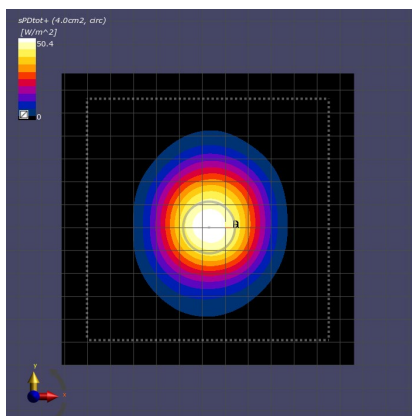 sPDtot+ (4.0cm2, circ)
[W/m^2]
50.4
0
y
x